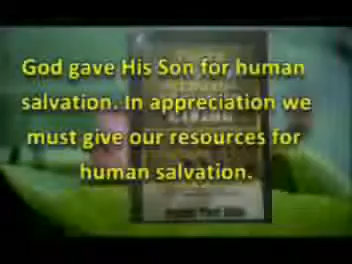 God gave His Son for human
salvation. In appreciation we
must give our resources for
human salvation.